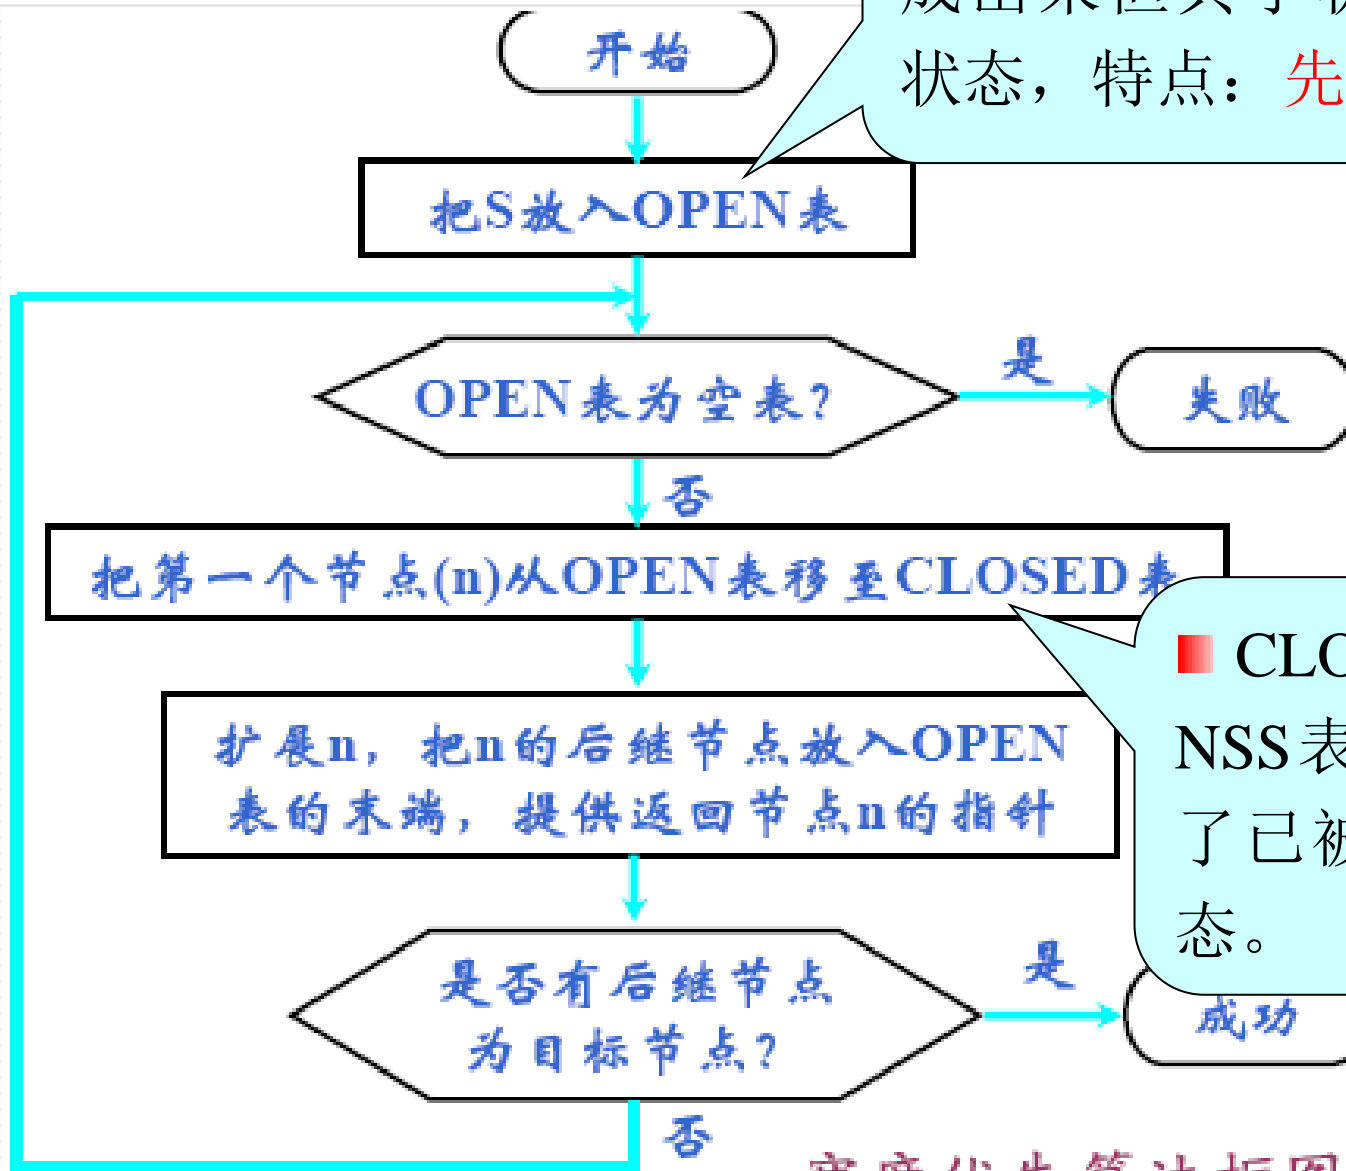 状态，特点：先
开始
把S放入OPEN表
OPEN表为空表?
是
失败
否
把第一个节点(n)从OPEN表移至CLOSED表
CLO
NSS表
了已被
态。
扩展n，把n的后继节点放入OPEN
表的末端，提供返回节点n的指针
是否有后继节点
为目标节点?
是
成功
否